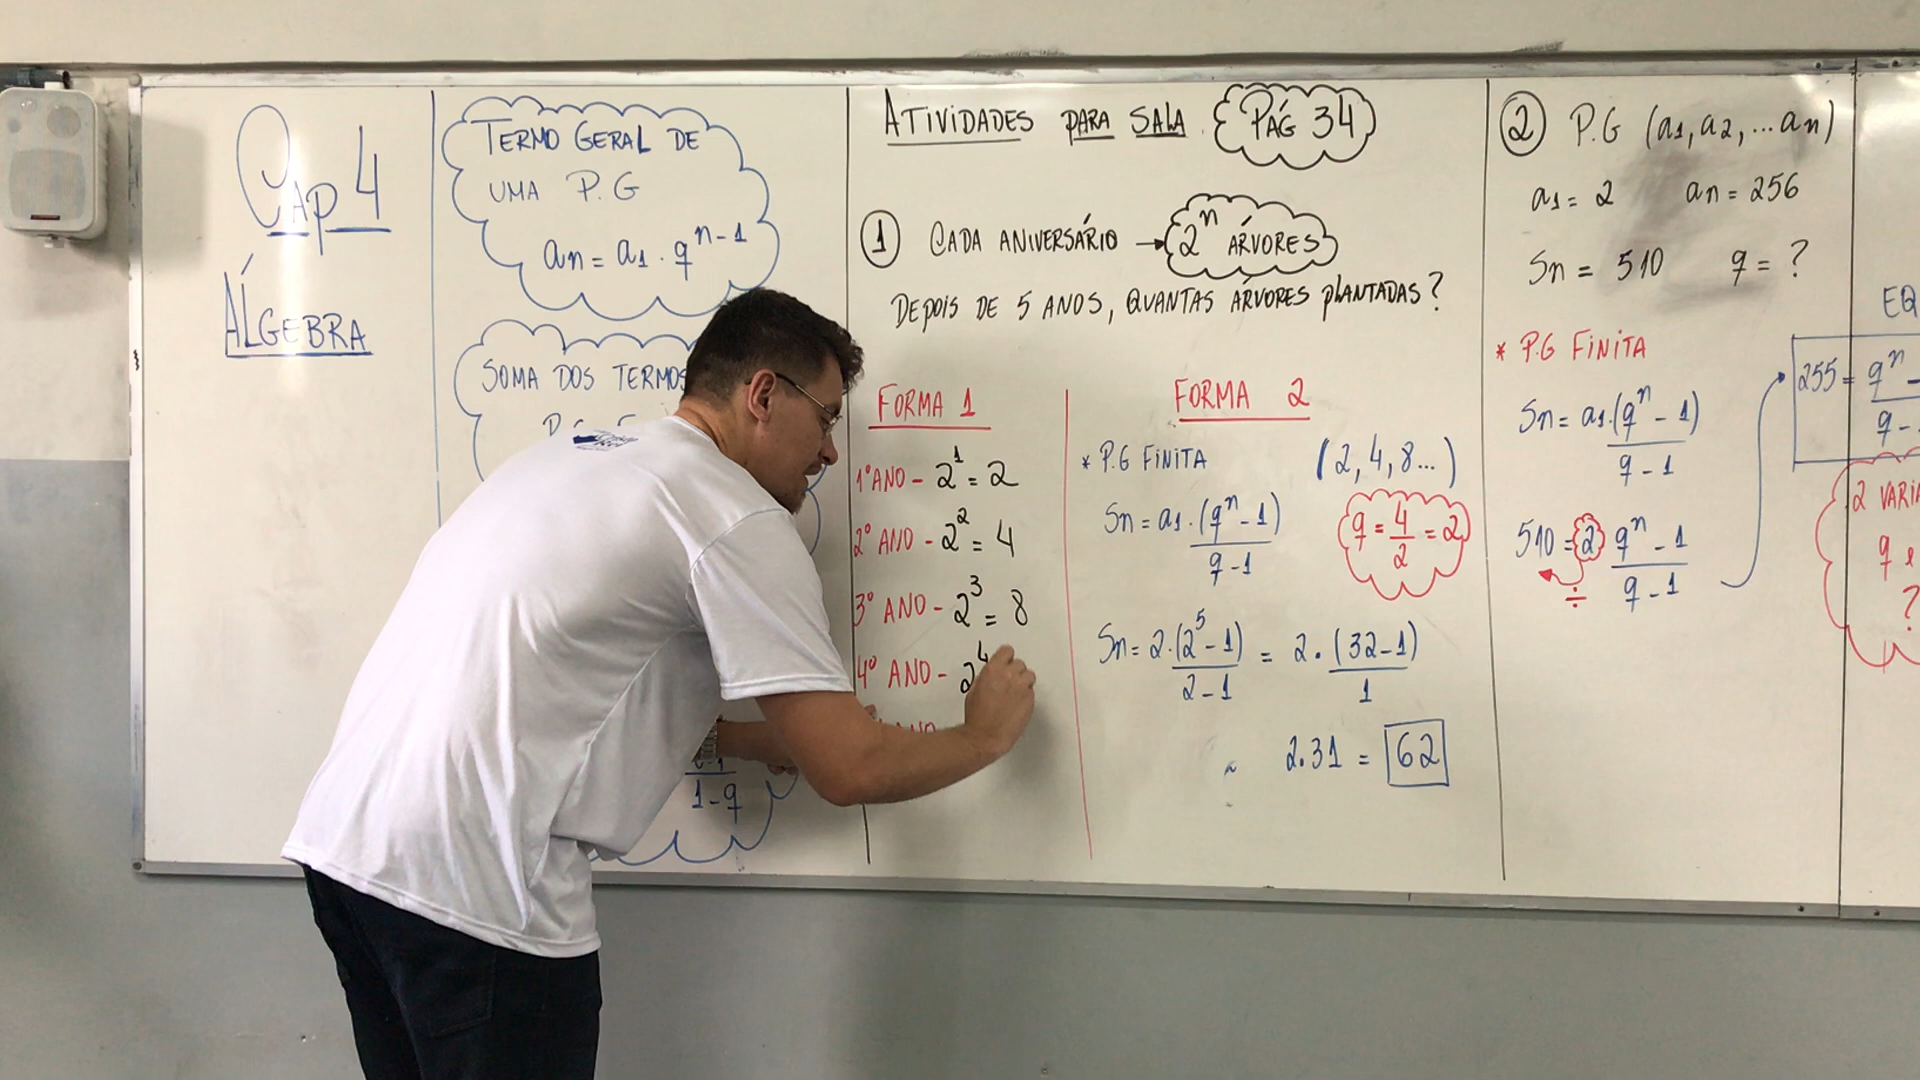 Cap 4
ÁLGEBRA
TERMO GERAL DE
UMA P.G
an = a1 . q^n-1
SOMA DOS TERMOS
1-q
ATIVIDADES PARA SALA PÁG 34
1 CADA ANIVERSÁRIO → 2^n ÁRVORES
DEPOIS DE 5 ANOS, QUANTAS ÁRVORES PLANTADAS?
FORMA 1
1º ANO - 2^1 = 2
2º ANO - 2^2 = 4
3º ANO - 2^3 = 8
4º ANO - 2^4
FORMA 2
* P.G FINITA (2, 4, 8...)
Sn = a1 . (q^n - 1) / q - 1
q = 4/2 = 2
Sn = 2.(2^5 - 1) / 2 - 1 = 2 . (32-1) / 1
2.31 = 62
2 P.G (a1, a2, ... an)
a1 = 2 an = 256
Sn = 510 q = ?
* P.G FINITA
Sn = a1.(q^n - 1) / q - 1
510 = 2 q^n - 1 / q - 1
÷
EQ
255 = q^n - / q -
2 VARIA
q e
?